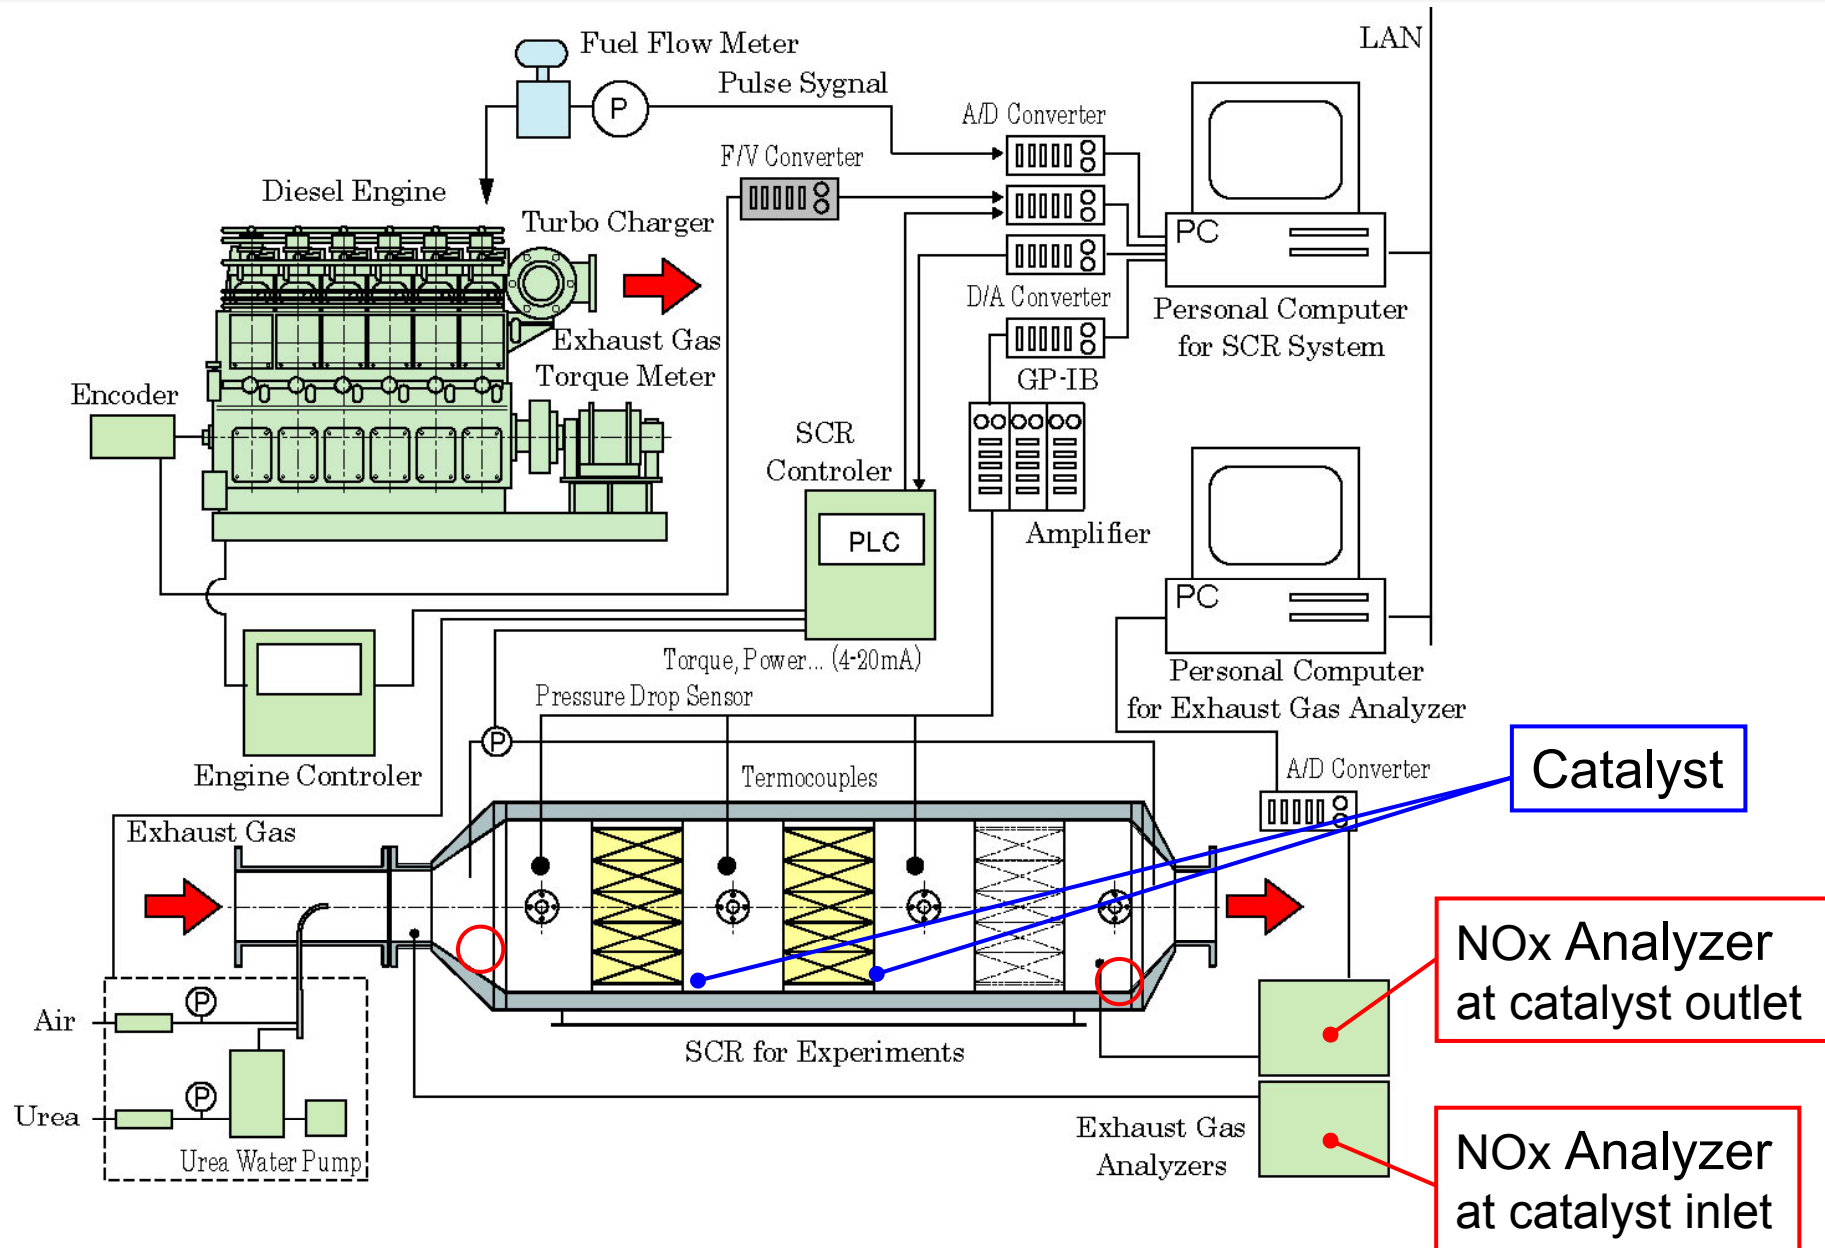 Fuel Flow Meter
LAN
Pulse Sygnal
P
A/D Converter
F/V Converter
Diesel Engine
Turbo Charger
PC
D/A Converter
Personal Computer
for SCR System
Exhaust Gas
Torque Meter
GP-IB
Encoder
SCR
Controler
Amplifier
PLC
PC
Torque, Power... (4-20mA)
Personal Computer
for Exhaust Gas Analyzer
Pressure Drop Sensor
P
Catalyst
Engine Controler
Termocouples
A/D Converter
Exhaust Gas
NOx Analyzer
at catalyst outlet
P
Air
SCR for Experiments
P
Urea
Exhaust Gas
Analyzers
Urea Water Pump
NOx Analyzer
at catalyst inlet